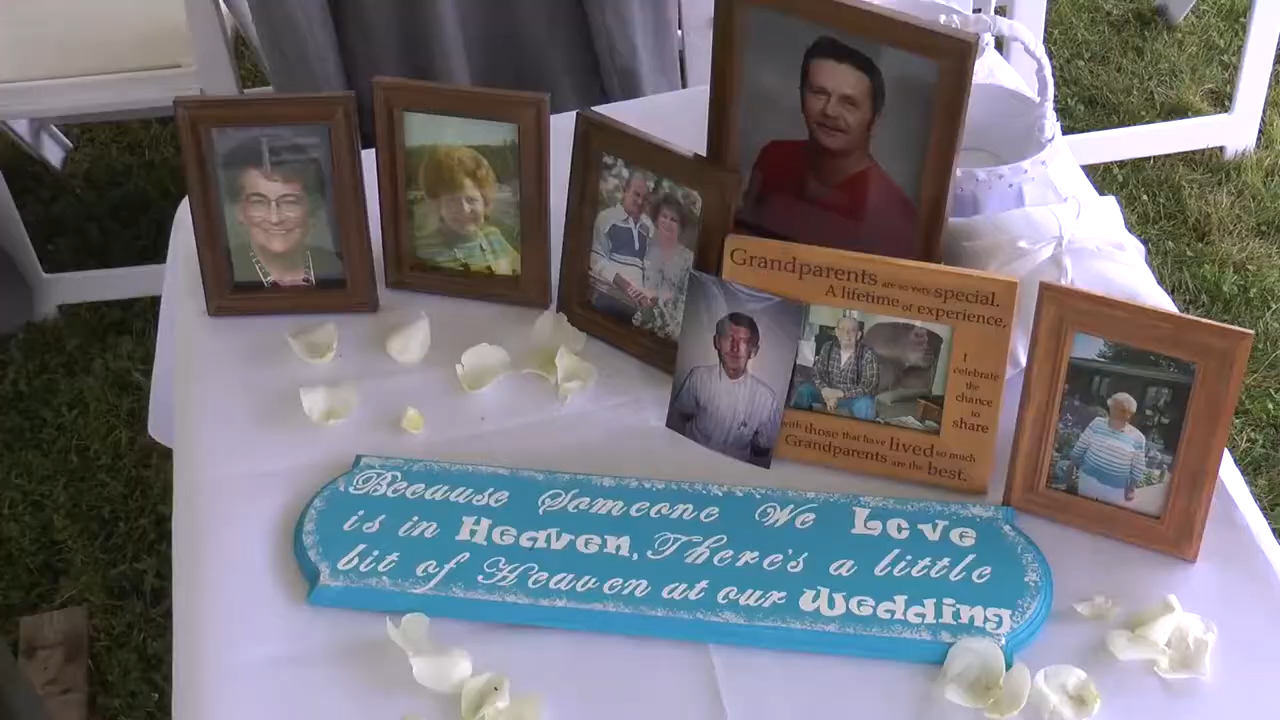 Grandparents are so very special.
A lifetime of experience,
I
celebrate
the
chance
to
share
with those that have lived so much
Grandparents are the best.
Because Someone We Love
is in Heaven, There's a little
bit of Heaven at our Wedding